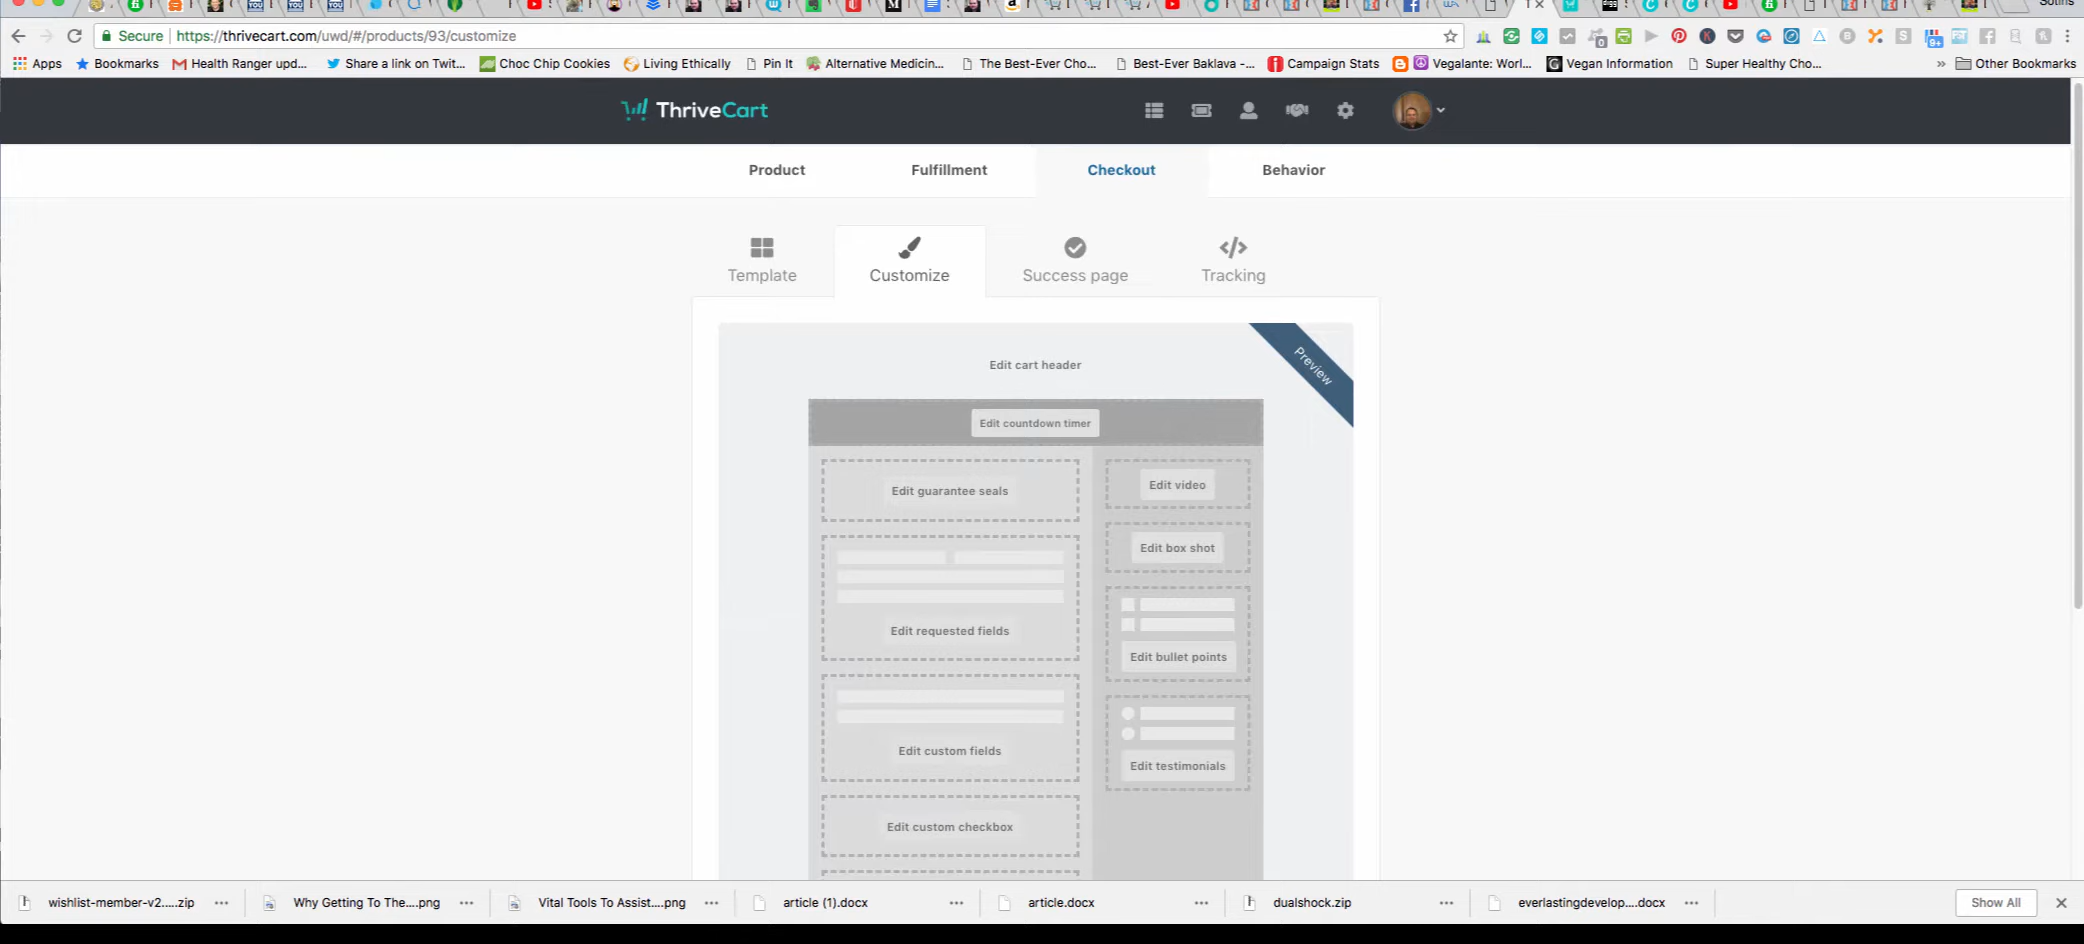 Sotiris
Secure https://thrivecart.com/uwd/#/products/93/customize
0
9+
Apps Bookmarks Health Ranger upd... Share a link on Twit... Choc Chip Cookies Living Ethically Pin It Alternative Medicin... The Best-Ever Cho... Best-Ever Baklava -... Campaign Stats Vegalante: Worl... Vegan Information Super Healthy Cho... » Other Bookmarks
ThriveCart
Product Fulfillment Checkout Behavior
Template Customize Success page Tracking
Preview
Edit cart header
Edit countdown timer
Edit guarantee seals
Edit video
Edit box shot
Edit requested fields
Edit bullet points
Edit custom fields
Edit testimonials
Edit custom checkbox
wishlist-member-v2.....zip Why Getting To The....png Vital Tools To Assist....png article (1).docx article.docx dualshock.zip everlastingdevelop....docx Show All